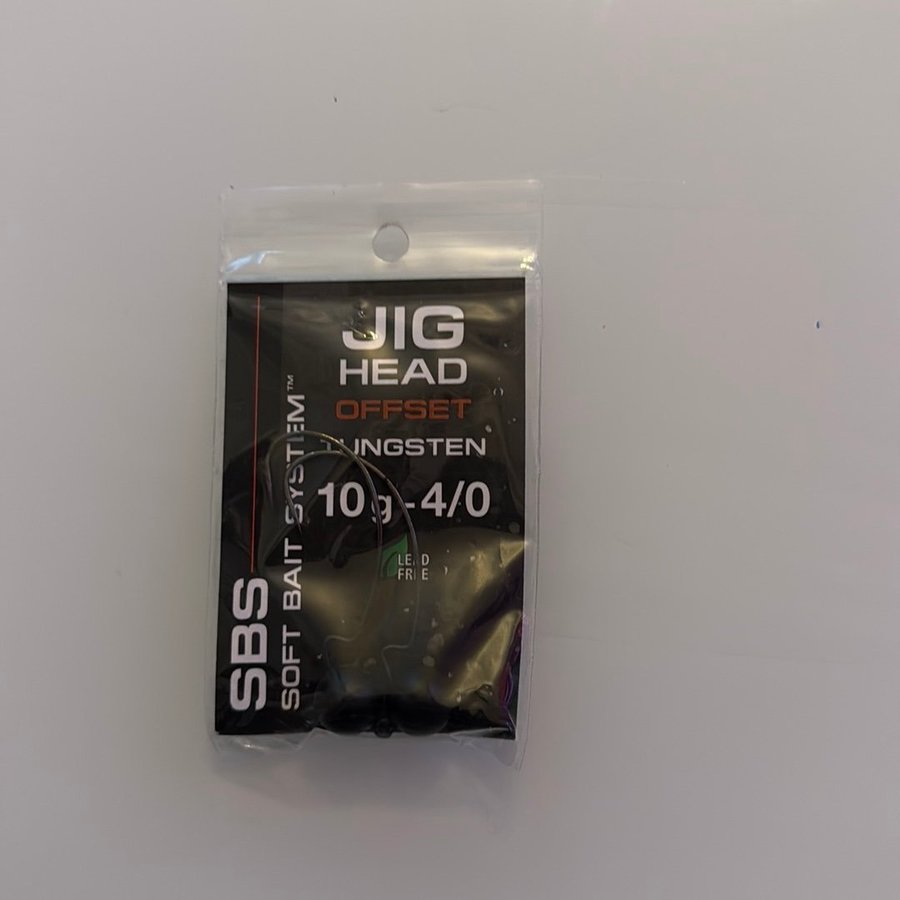 JIG
HEAD
OFFSET
TUNGSTEN
10g-4/0
LEAD
FREE
SBS
SOFT BAIT SYSTEM™